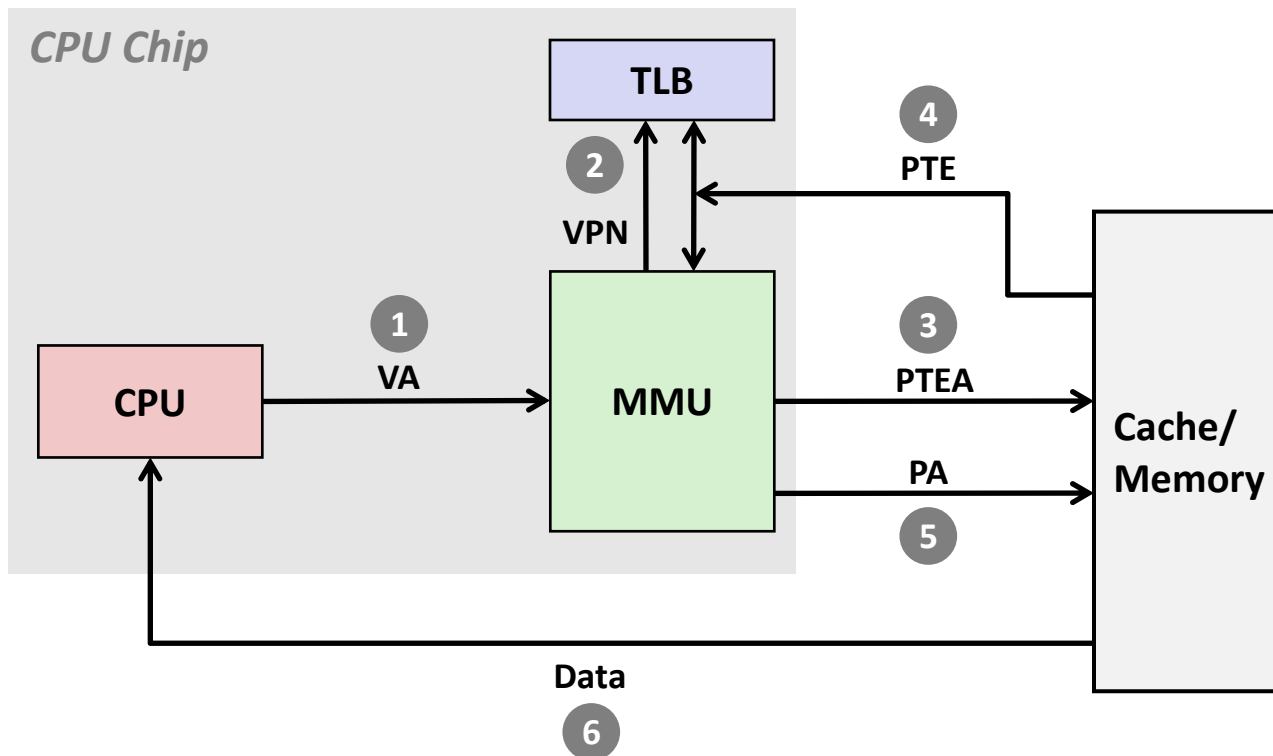 CPU Chip
TLB
4
2
PTE
VPN
1
3
VA
PTEA
CPU
MMU
Cache/
Memory
PA
5
Data
6